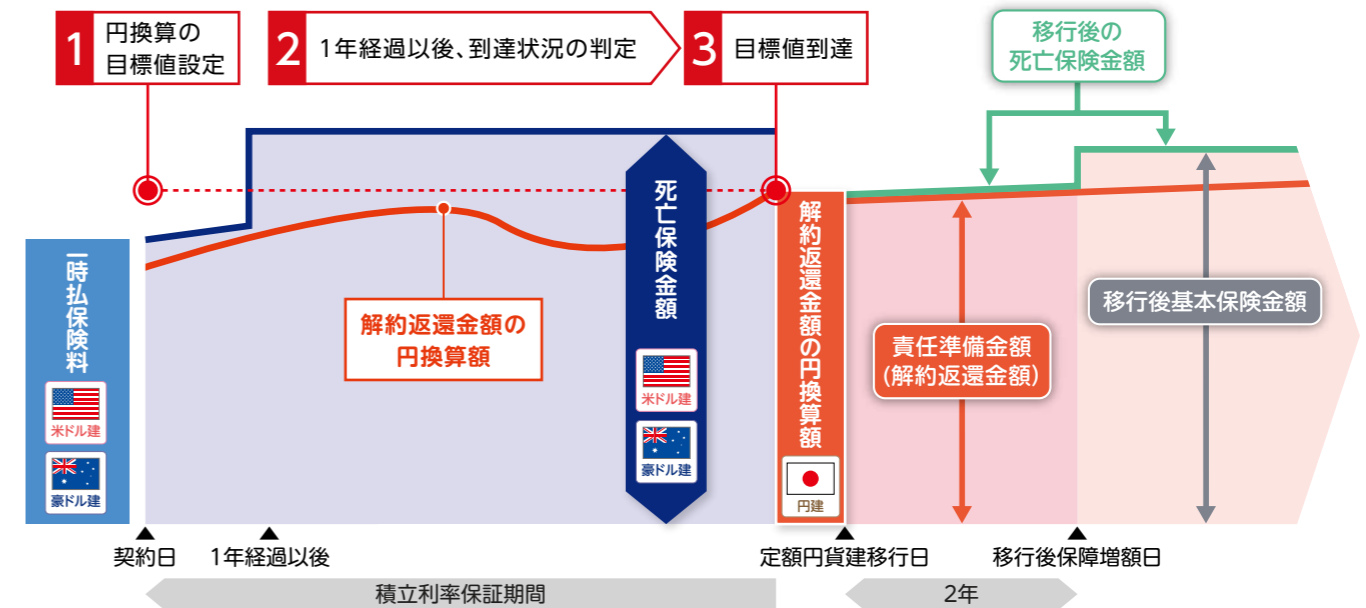 1
円換算の
目標値設定
2
1年経過以後、到達状況の判定
3
目標値到達
移行後の
死亡保険金額
一時払保険料
米ドル建
豪ドル建
解約返還金額の
円換算額
死亡保険金額
米ドル建
豪ドル建
解約返還金額の円換算額
円建
責任準備金額
(解約返還金額)
移行後基本保険金額
契約日
1年経過以後
定額円貨建移行日
移行後保障増額日
積立利率保証期間
2年